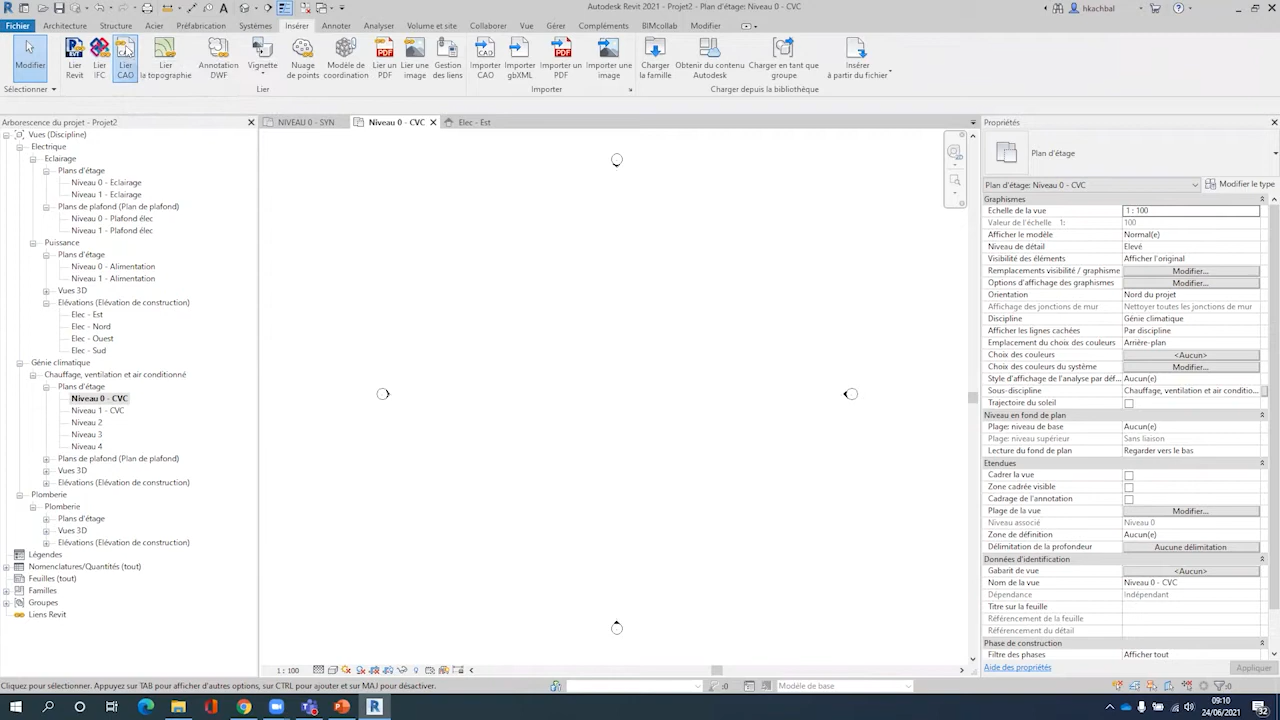 Autodesk Revit 2021 - Projet2 - Plan d'étage: Niveau 0 - CVC
hkachbal
Fichier Architecture Structure Acier Préfabrication Systèmes Insérer Annoter Analyser Volume et site Collaborer Vue Gérer Compléments BIMcollab Modifier
Modifier
Lier Revit
Lier IFC
Lier CAO
Lier la topographie
Annotation DWF
Vignette
Nuage de points
Modèle de coordination
Lier un PDF
Lier une image
Gestion des liens
Importer CAO
Importer gbXML
Importer un PDF
Importer une image
Charger la famille
Obtenir du contenu Autodesk
Charger en tant que groupe
Insérer à partir du fichier
Sélectionner Lier Importer Charger depuis la bibliothèque
Arborescence du projet - Projet2
Vues (Discipline)
Electrique
Eclairage
Plans d'étage
Niveau 0 - Eclairage
Niveau 1 - Eclairage
Plans de plafond (Plan de plafond)
Niveau 0 - Plafond élec
Niveau 1 - Plafond élec
Puissance
Plans d'étage
Niveau 0 - Alimentation
Niveau 1 - Alimentation
Vues 3D
Elévations (Elévation de construction)
Elec - Est
Elec - Nord
Elec - Ouest
Elec - Sud
Génie climatique
Chauffage, ventilation et air conditionné
Plans d'étage
Niveau 0 - CVC
Niveau 1 - CVC
Niveau 2
Niveau 3
Niveau 4
Plans de plafond (Plan de plafond)
Vues 3D
Elévations (Elévation de construction)
Plomberie
Plomberie
Plans d'étage
Vues 3D
Elévations (Elévation de construction)
Légendes
Nomenclatures/Quantités (tout)
Feuilles (tout)
Familles
Groupes
Liens Revit
NIVEAU 0 - SYN Niveau 0 - CVC Elec - Est
1 : 100
Propriétés
Plan d'étage
Plan d'étage: Niveau 0 - CVC Modifier le type
Graphismes
Echelle de la vue 1 : 100
Valeur de l'échelle 1: 100
Afficher le modèle Normal(e)
Niveau de détail Elevé
Visibilité des éléments Afficher l'original
Remplacements visibilité / graphisme Modifier...
Options d'affichage des graphismes Modifier...
Orientation Nord du projet
Affichage des jonctions de mur Nettoyer toutes les jonctions de mur
Discipline Génie climatique
Afficher les lignes cachées Par discipline
Emplacement du choix des couleurs Arrière-plan
Choix des couleurs <Aucun>
Choix des couleurs du système Modifier...
Style d'affichage de l'analyse par déf... Aucun(e)
Sous-discipline Chauffage, ventilation et air conditio...
Trajectoire du soleil
Niveau en fond de plan
Plage: niveau de base Aucun(e)
Plage: niveau supérieur Sans liaison
Lecture du fond de plan Regarder vers le bas
Etendues
Cadrer la vue
Zone cadrée visible
Cadrage de l'annotation
Plage de la vue Modifier...
Niveau associé Niveau 0
Zone de définition Aucun(e)
Délimitation de la profondeur Aucune délimitation
Données d'identification
Gabarit de vue <Aucun>
Nom de la vue Niveau 0 - CVC
Dépendance Indépendant
Titre sur la feuille
Référencement de la feuille
Référencement du détail
Phase de construction
Filtre des phases Afficher tout
Aide des propriétés Appliquer
Cliquez pour sélectionner. Appuyez sur TAB pour afficher d'autres options, sur CTRL pour ajouter et sur MAJ pour désactiver.
:0 Modèle de base :0
09:10
24/06/2021